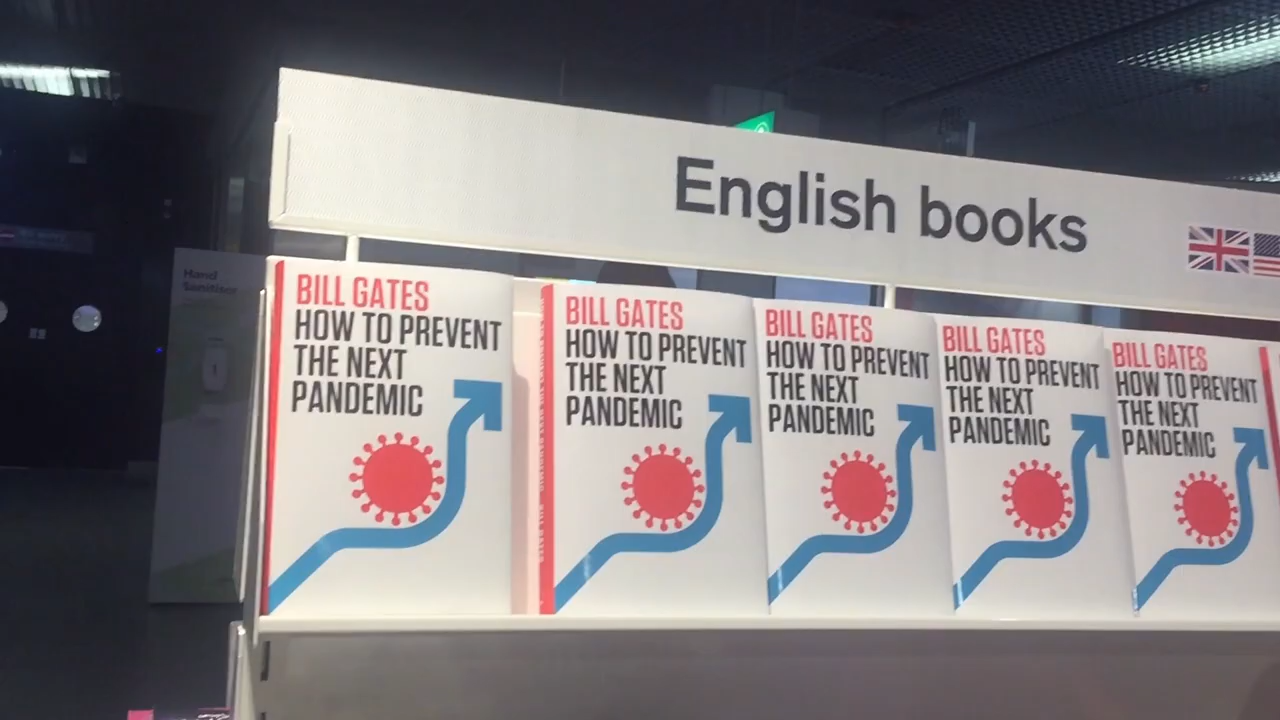 English books
Hand
Sanitiser
BILL GATES
HOW TO PREVENT
THE NEXT
PANDEMIC
BILL GATES
HOW TO PREVENT
THE NEXT
PANDEMIC
BILL GATES
HOW TO PREVENT
THE NEXT
PANDEMIC
BILL GATES
HOW TO PREVENT
THE NEXT
PANDEMIC
BILL GATES
HOW TO PREVENT
THE NEXT
PANDEMIC